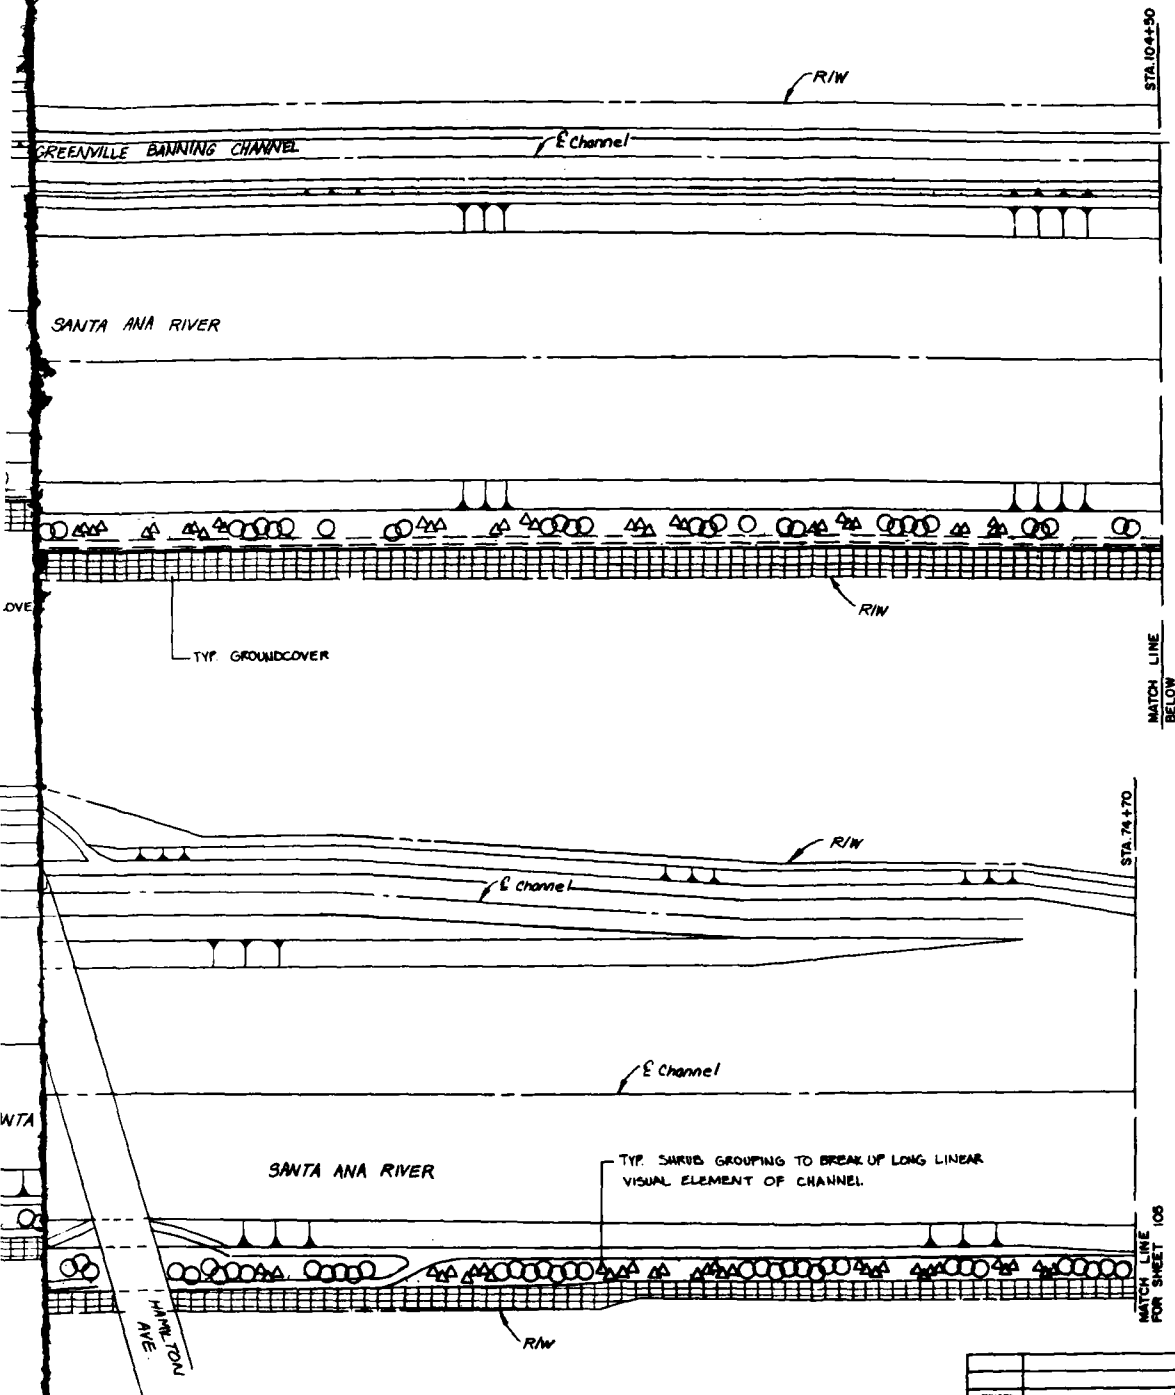 STA. 104+50
R/W
GREENVILLE BANNING CHANNEL
℄ Channel
SANTA ANA RIVER
R/W
TYP. GROUNDCOVER
MATCH LINE
BELOW
STA. 74+70
R/W
℄ Channel
℄ Channel
SANTA ANA RIVER
TYP. SHRUB GROUPING TO BREAK UP LONG LINEAR
VISUAL ELEMENT OF CHANNEL
HAMILTON
AVE.
R/W
MATCH LINE
FOR SHEET 105